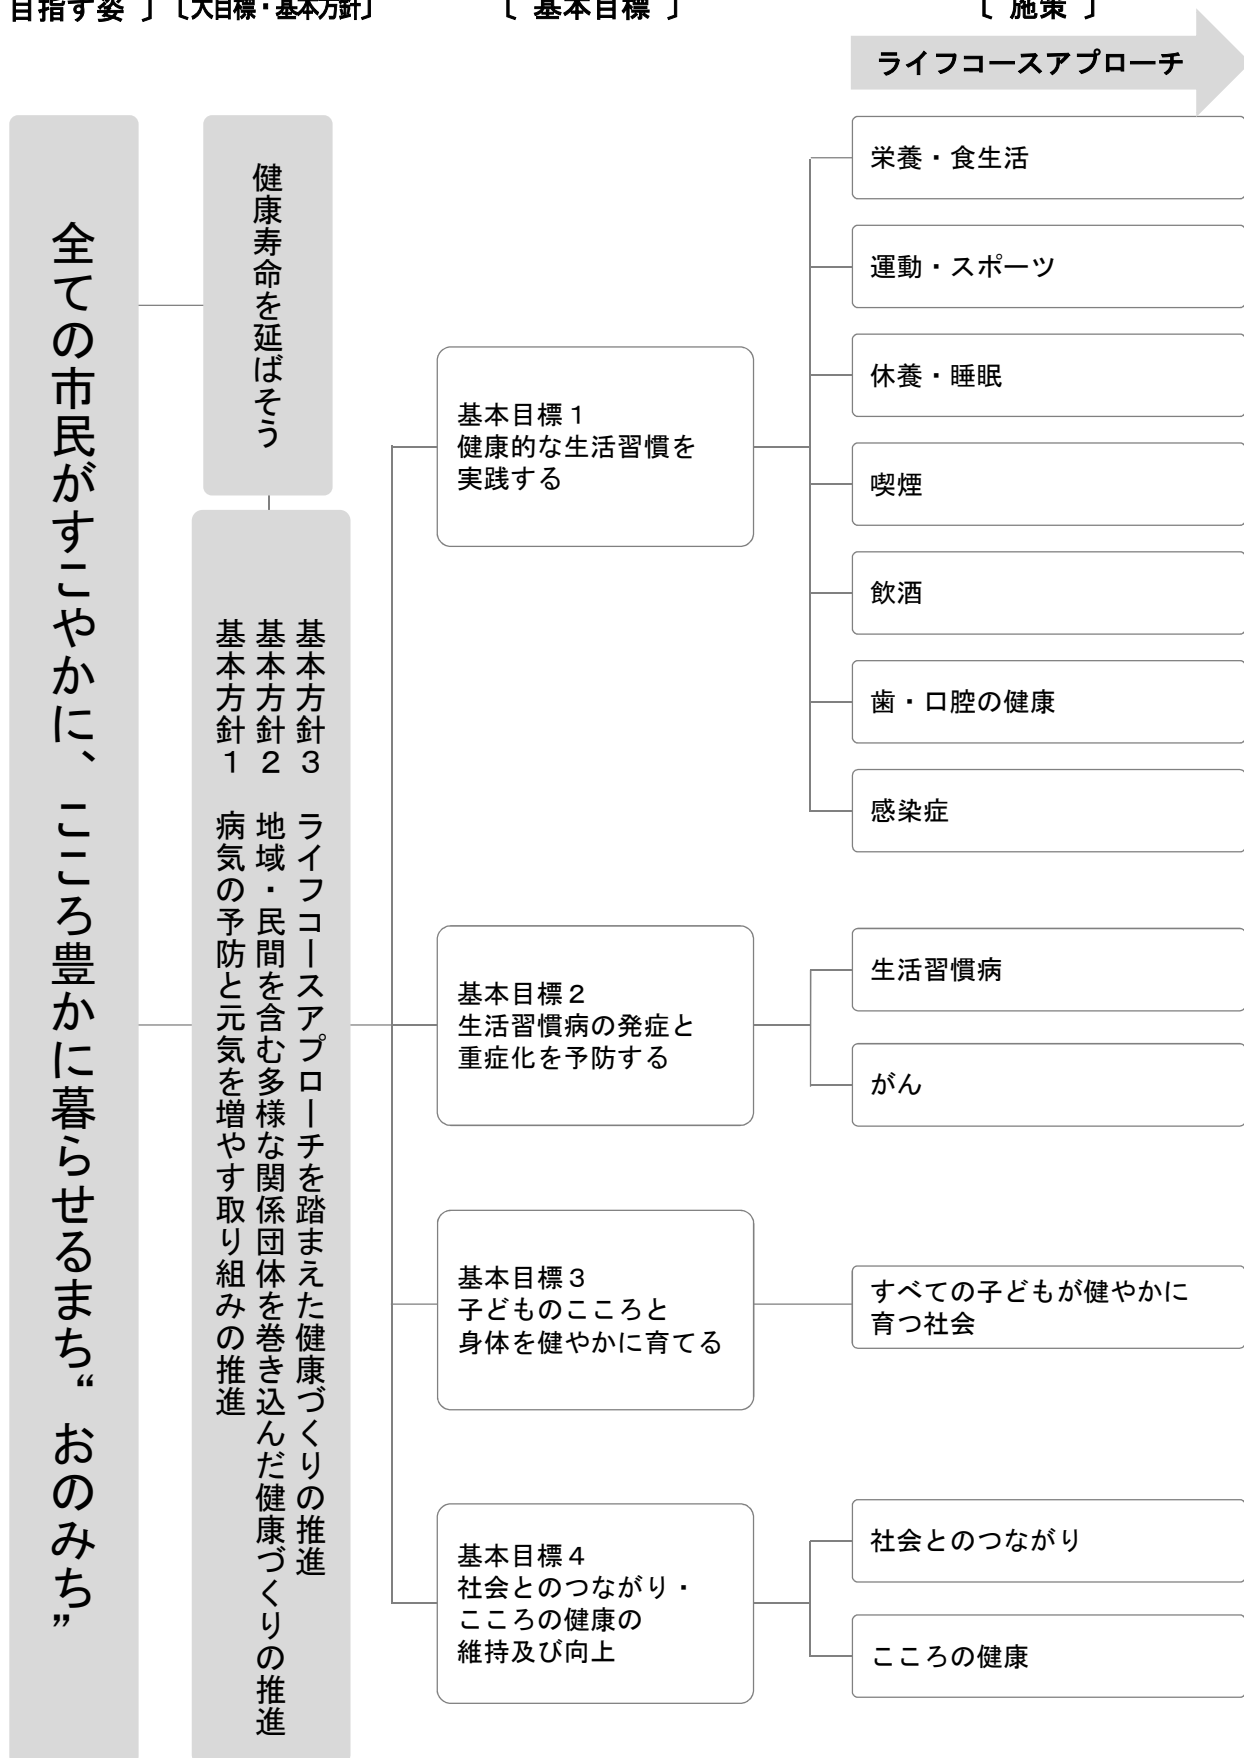 目指す姿 〕〔大目標・基本方針〕 〔 基本目標 〕 〔 施策 〕
ライフコースアプローチ
全ての市民がすこやかに、こころ豊かに暮らせるまち“おのみち”
健康寿命を延ばそう
基本方針1 病気の予防と元気を増やす取り組みの推進
基本方針2 地域・民間を含む多様な関係団体を巻き込んだ健康づくりの推進
基本方針3 ライフコースアプローチを踏まえた健康づくりの推進
基本目標1
健康的な生活習慣を
実践する
栄養・食生活
運動・スポーツ
休養・睡眠
喫煙
飲酒
歯・口腔の健康
感染症
基本目標2
生活習慣病の発症と
重症化を予防する
生活習慣病
がん
基本目標3
子どものこころと
身体を健やかに育てる
すべての子どもが健やかに
育つ社会
基本目標4
社会とのつながり・
こころの健康の
維持及び向上
社会とのつながり
こころの健康